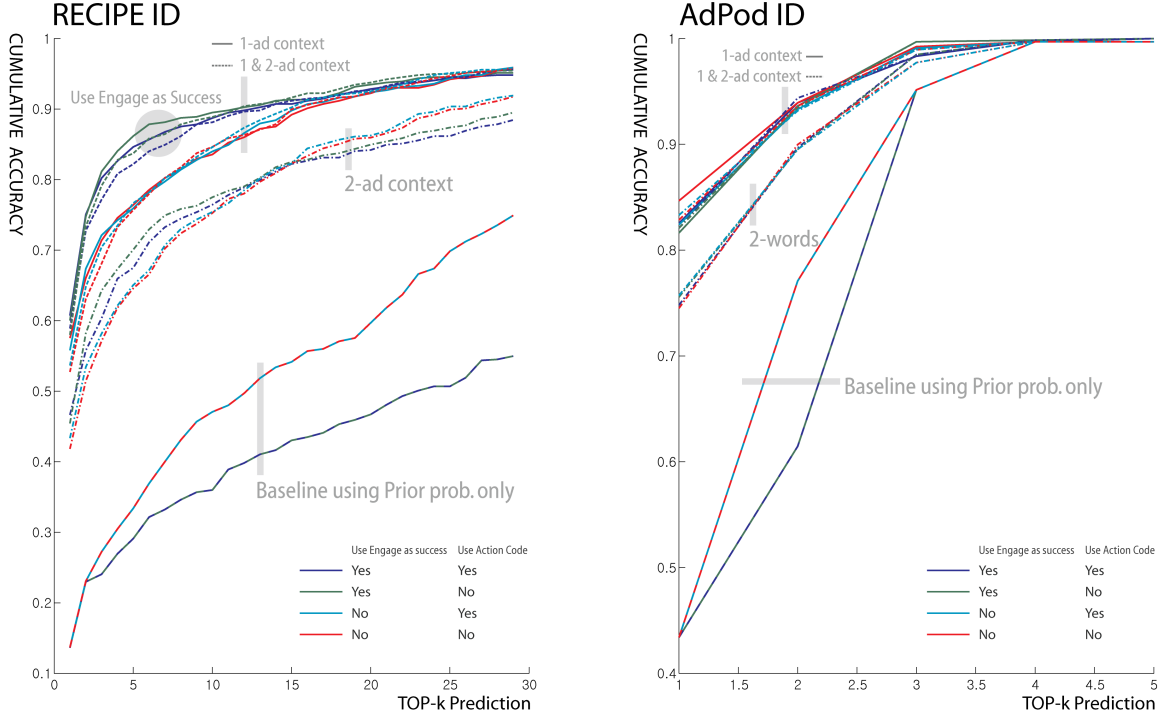 RECIPE ID
CUMULATIVE ACCURACY
1
0.9
0.8
0.7
0.6
0.5
0.4
0.3
0.2
0.1
1-ad context
1 & 2-ad context
Use Engage as Success
2-ad context
Baseline using Prior prob. only
Use Engage as success Use Action Code
Yes Yes
Yes No
No Yes
No No
0 5 10 15 20 25 30
TOP-k Prediction
AdPod ID
CUMULATIVE ACCURACY
1
0.9
0.8
0.7
0.6
0.5
0.4
1-ad context
1 & 2-ad context
2-words
Baseline using Prior prob. only
Use Engage as success Use Action Code
Yes Yes
Yes No
No Yes
No No
1 1.5 2 2.5 3 3.5 4 4.5 5
TOP-k Prediction